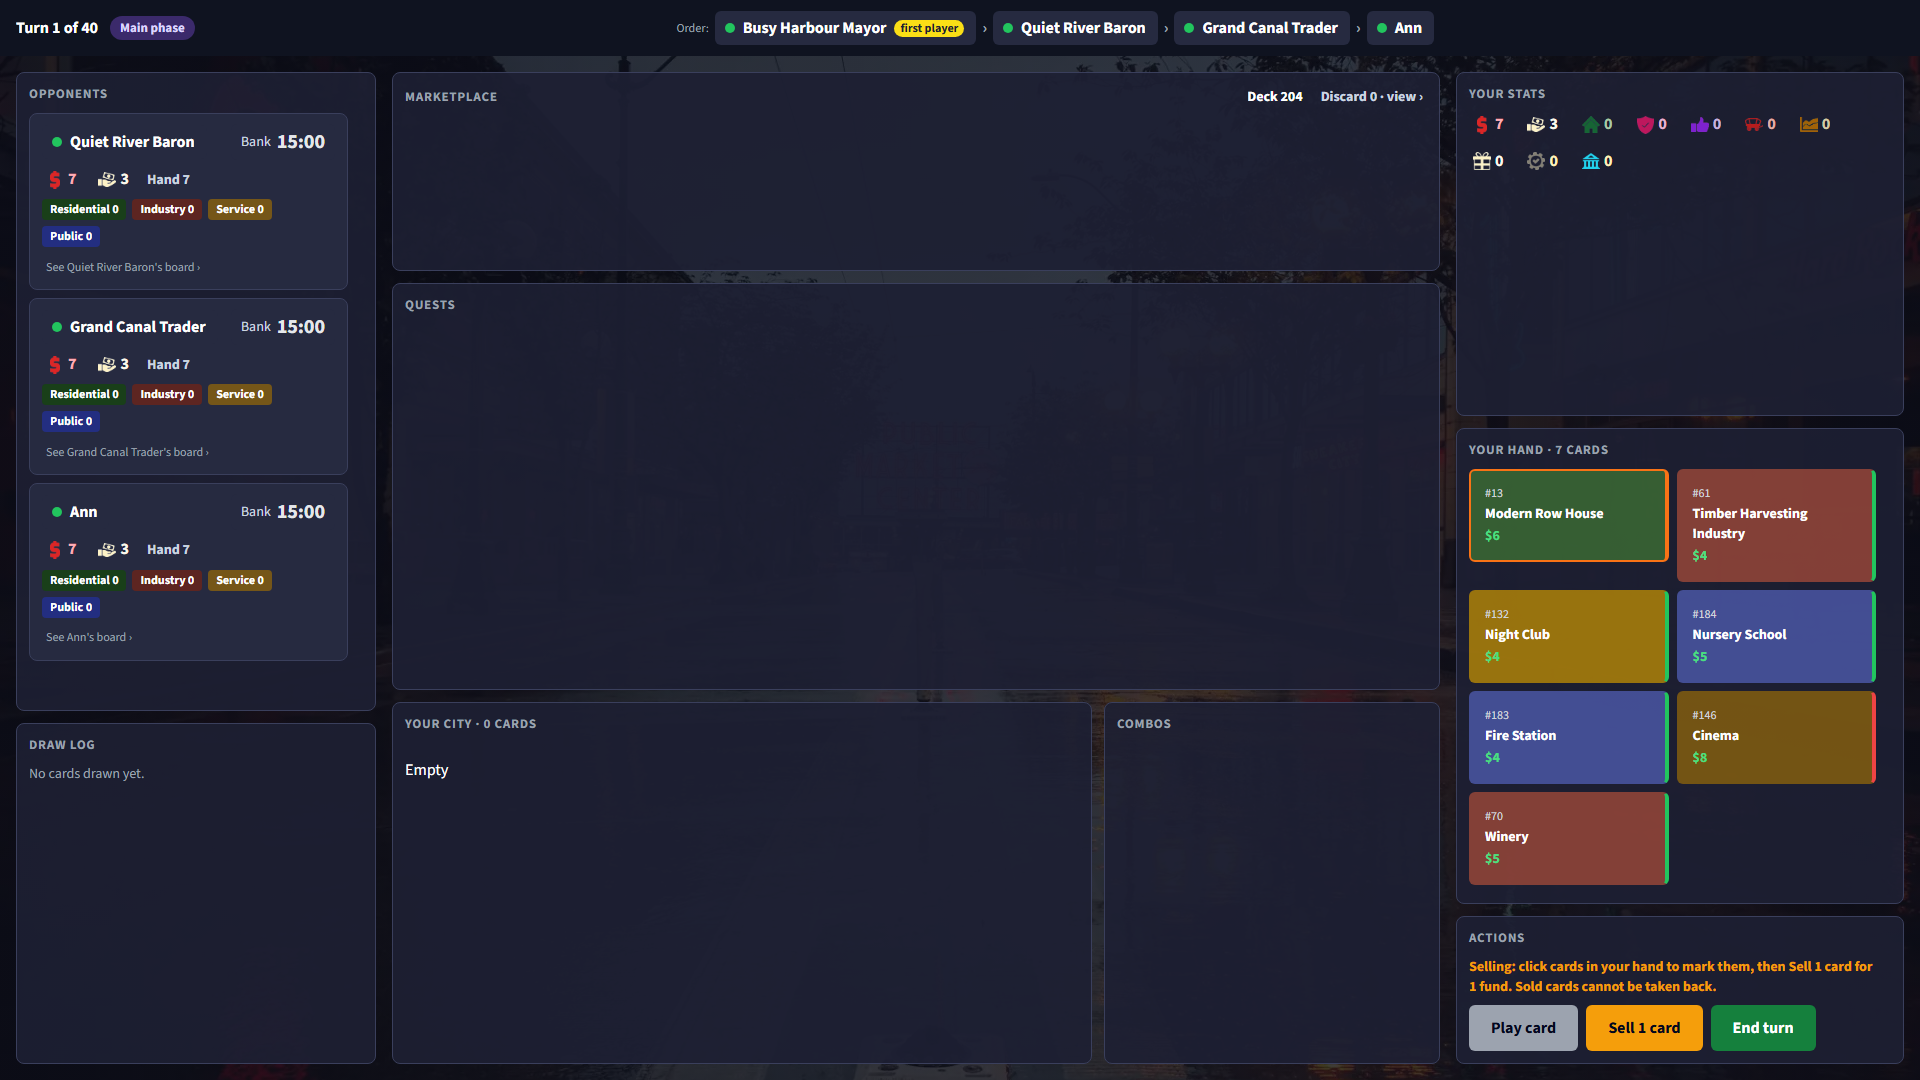 Turn 1 of 40 Main phase
Order: Busy Harbour Mayor first player › Quiet River Baron › Grand Canal Trader › Ann
OPPONENTS
Quiet River Baron Bank 15:00
7 3 Hand 7
Residential 0 Industry 0 Service 0
Public 0
See Quiet River Baron's board ›
Grand Canal Trader Bank 15:00
7 3 Hand 7
Residential 0 Industry 0 Service 0
Public 0
See Grand Canal Trader's board ›
Ann Bank 15:00
7 3 Hand 7
Residential 0 Industry 0 Service 0
Public 0
See Ann's board ›
DRAW LOG
No cards drawn yet.
MARKETPLACE Deck 204 Discard 0 · view ›
QUESTS
YOUR CITY · 0 CARDS
Empty
COMBOS
YOUR STATS
7 3 0 0 0 0 0
0 0 0
YOUR HAND · 7 CARDS
#13
Modern Row House
$6
#61
Timber Harvesting
Industry
$4
#132
Night Club
$4
#184
Nursery School
$5
#183
Fire Station
$4
#146
Cinema
$8
#70
Winery
$5
ACTIONS
Selling: click cards in your hand to mark them, then Sell 1 card for
1 fund. Sold cards cannot be taken back.
Play card Sell 1 card End turn